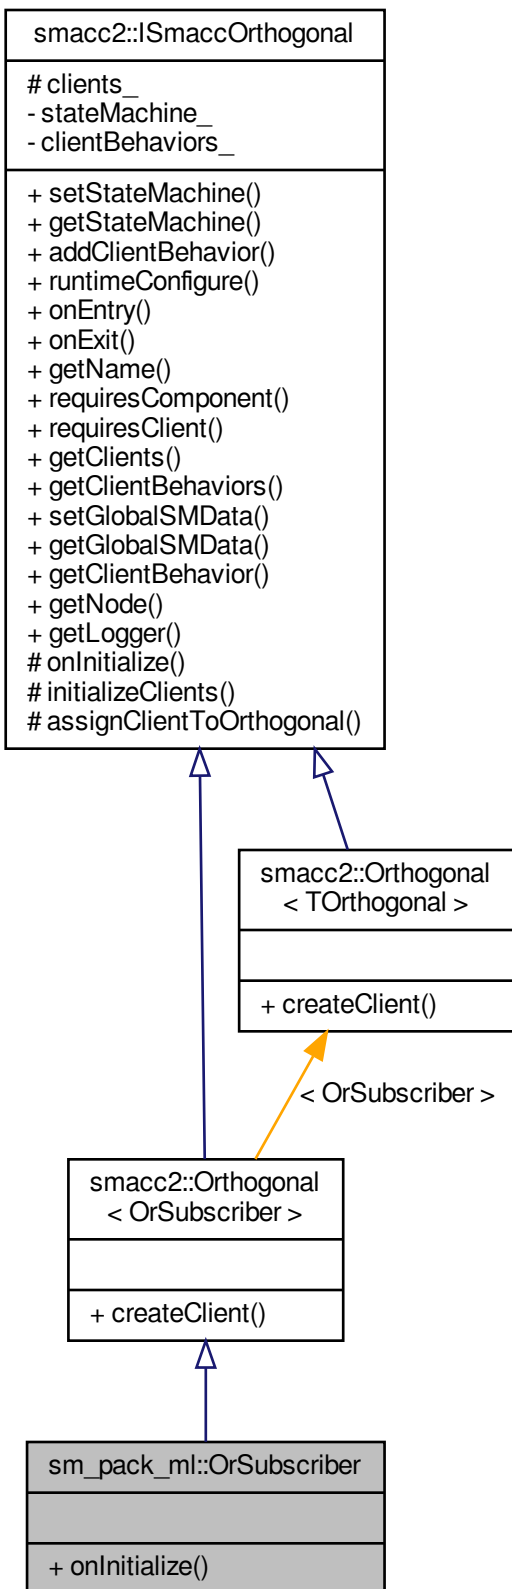 smacc2::ISmaccOrthogonal
# clients_
- stateMachine_
- clientBehaviors_
+ setStateMachine()
+ getStateMachine()
+ addClientBehavior()
+ runtimeConfigure()
+ onEntry()
+ onExit()
+ getName()
+ requiresComponent()
+ requiresClient()
+ getClients()
+ getClientBehaviors()
+ setGlobalSMData()
+ getGlobalSMData()
+ getClientBehavior()
+ getNode()
+ getLogger()
# onInitialize()
# initializeClients()
# assignClientToOrthogonal()
smacc2::Orthogonal
< TOrthogonal >
+ createClient()
< OrSubscriber >
smacc2::Orthogonal
< OrSubscriber >
+ createClient()
sm_pack_ml::OrSubscriber
+ onInitialize()